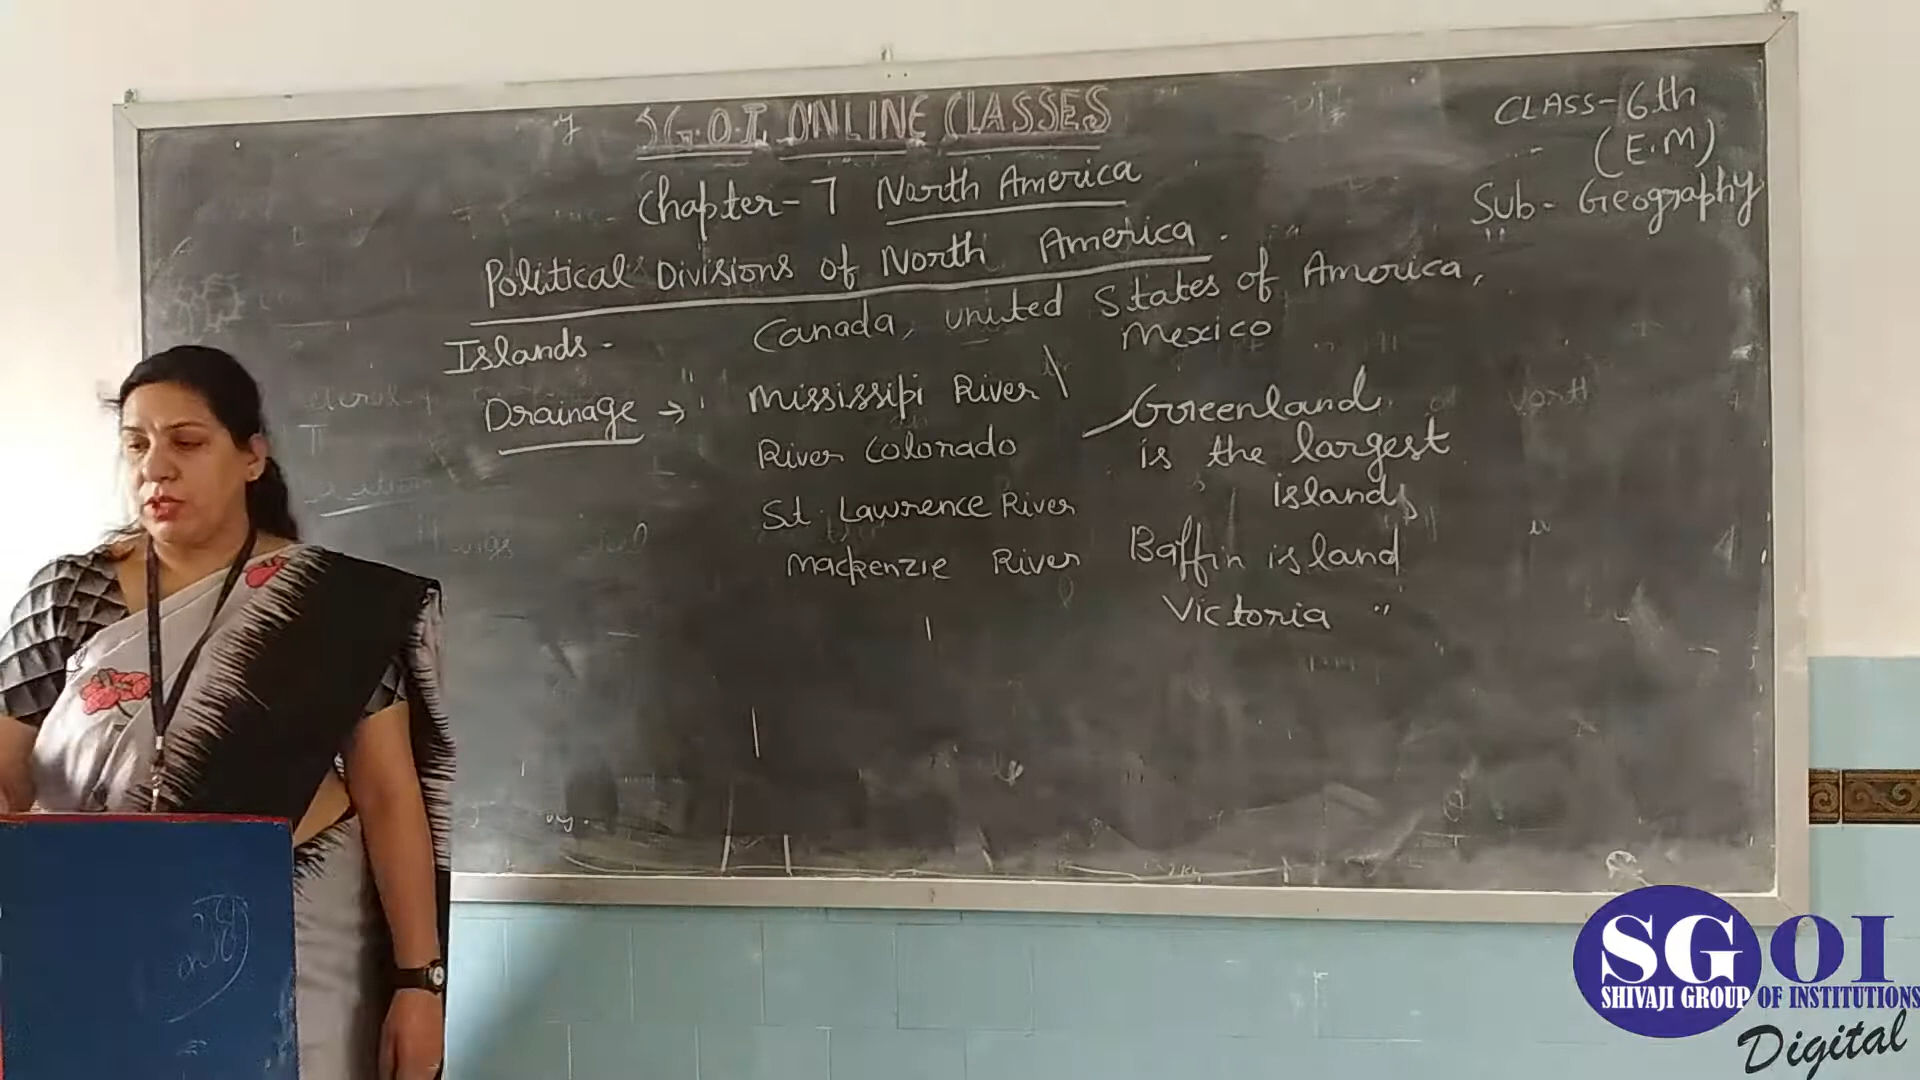 S.G.O.I. ONLINE CLASSES
CLASS-6th
(E.M)
Sub- Geography
Chapter-7 North America
Political Divisions of North America.
Canada, united States of America,
Mexico
Islands-
Drainage → Mississipi River
River Colorado
St. Lawrence River
Mackenzie River
Greenland
is the largest
islands
Baffin island
Victoria "
SGOI
SHIVAJI GROUP OF INSTITUTIONS
Digital